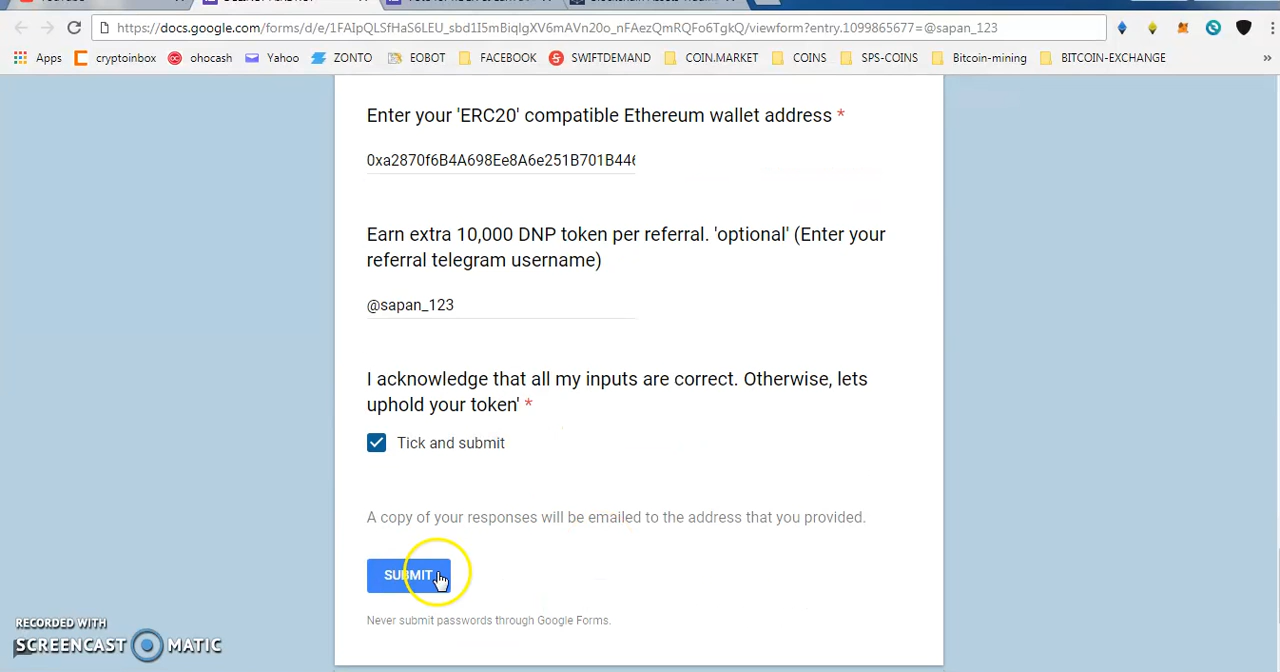 https://docs.google.com/forms/d/e/1FAIpQLSfHaS6LEU_sbd1I5mBiqlgXV6mAVn20o_nFAezQmRQFo6TgkQ/viewform?entry.1099865677=@sapan_123
Apps cryptoinbox ohocash Yahoo ZONTO EOBOT FACEBOOK SWIFTDEMAND COIN.MARKET COINS SPS-COINS Bitcoin-mining BITCOIN-EXCHANGE »
Enter your 'ERC20' compatible Ethereum wallet address *
0xa2870f6B4A698Ee8A6e251B701B446
Earn extra 10,000 DNP token per referral. 'optional' (Enter your
referral telegram username)
@sapan_123
I acknowledge that all my inputs are correct. Otherwise, lets
uphold your token' *
Tick and submit
A copy of your responses will be emailed to the address that you provided.
SUBMIT
Never submit passwords through Google Forms.
RECORDED WITH
SCREENCAST MATIC